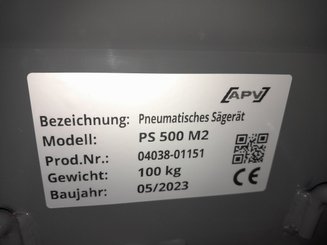 APV
Bezeichnung: Pneumatisches Sägerät
Modell: PS 500 M2
Prod.Nr.: 04038-01151
Gewicht: 100 kg
Baujahr: 05/2023
CE